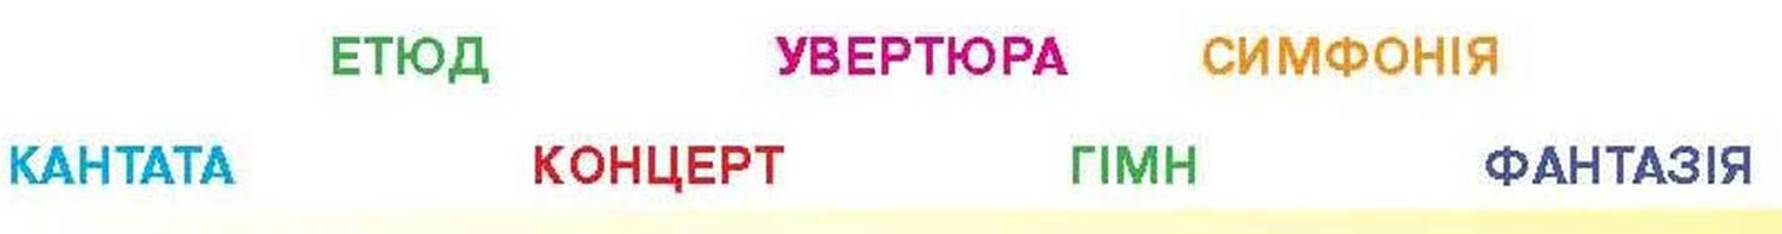 ЕТЮД УВЕРТЮРА СИМФОНІЯ
КАНТАТА КОНЦЕРТ ГІМН ФАНТАЗІЯ